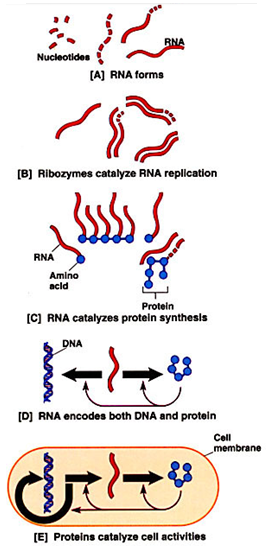 Nucleotides
RNA
[A] RNA forms
[B] Ribozymes catalyze RNA replication
RNA
Amino
acid
Protein
[C] RNA catalyzes protein synthesis
DNA
[D] RNA encodes both DNA and protein
Cell
membrane
[E] Proteins catalyze cell activities